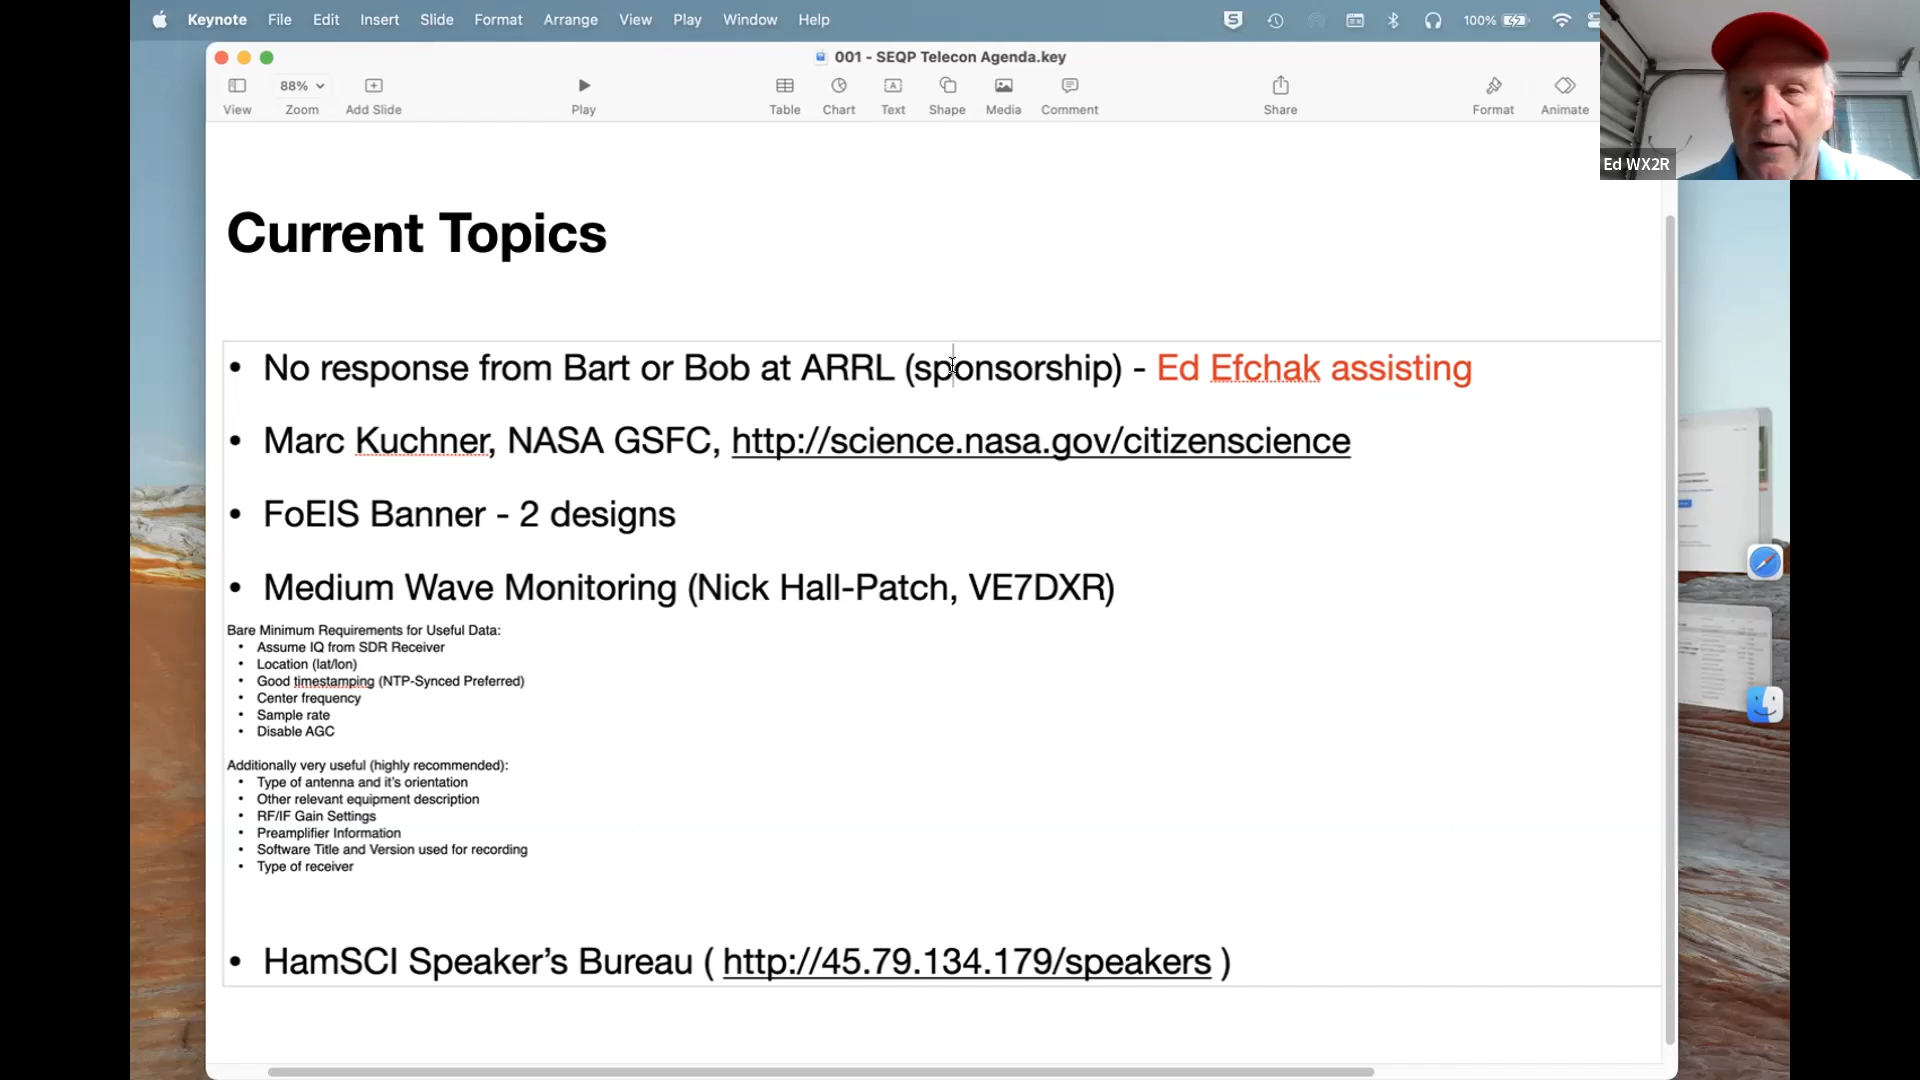 Keynote File Edit Insert Slide Format Arrange View Play Window Help 100%
001 - SEQP Telecon Agenda.key
88%
View Zoom Add Slide Play Table Chart Text Shape Media Comment Share Format Animate
Ed WX2R
Current Topics
• No response from Bart or Bob at ARRL (sponsorship) - Ed Efchak assisting
• Marc Kuchner, NASA GSFC, http://science.nasa.gov/citizenscience
• FoEIS Banner - 2 designs
• Medium Wave Monitoring (Nick Hall-Patch, VE7DXR)
Bare Minimum Requirements for Useful Data:
• Assume IQ from SDR Receiver
• Location (lat/lon)
• Good timestamping (NTP-Synced Preferred)
• Center frequency
• Sample rate
• Disable AGC
Additionally very useful (highly recommended):
• Type of antenna and it's orientation
• Other relevant equipment description
• RF/IF Gain Settings
• Preamplifier Information
• Software Title and Version used for recording
• Type of receiver
• HamSCI Speaker’s Bureau ( http://45.79.134.179/speakers )